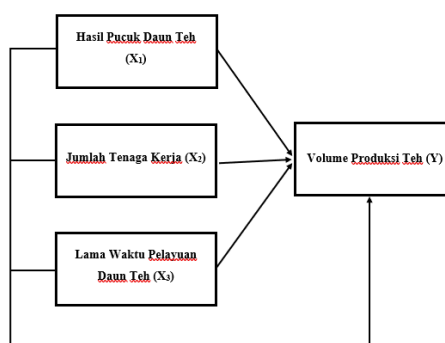 Hasil Pucuk Daun Teh
(X₁)
Jumlah Tenaga Kerja (X₂)
Volume Produksi Teh (Y)
Lama Waktu Pelayuan
Daun Teh (X₃)